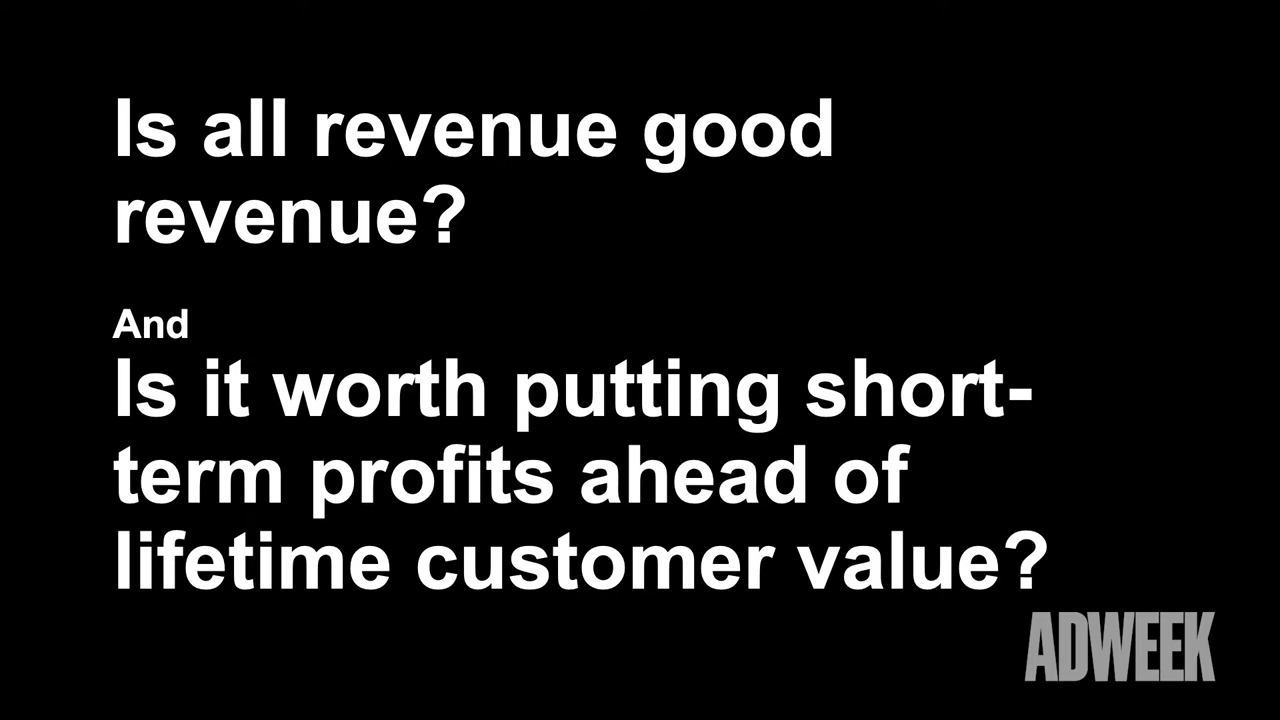 Is all revenue good
revenue?
And
Is it worth putting short-
term profits ahead of
lifetime customer value?
ADWEEK